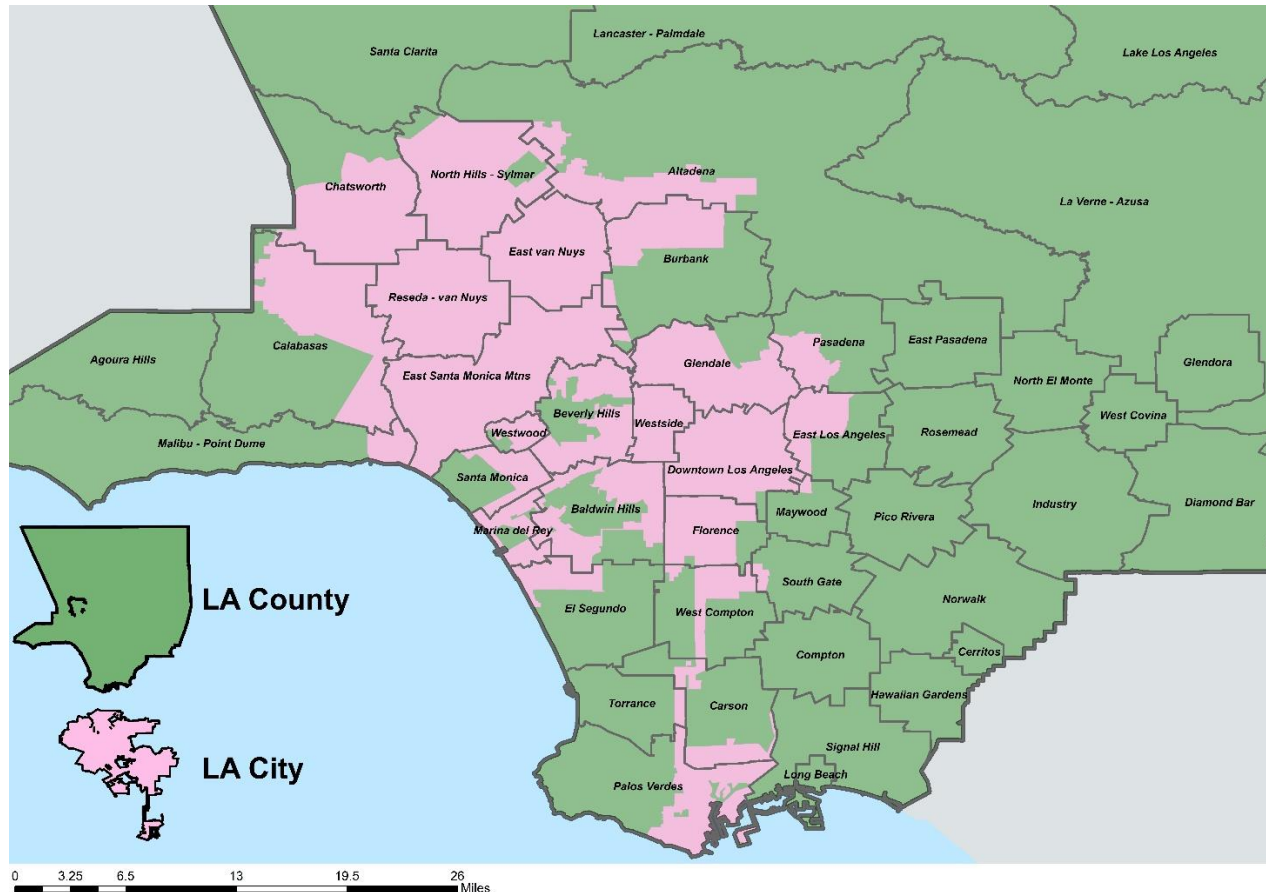 Santa Clarita
Lancaster - Palmdale
Lake Los Angeles
Chatsworth
North Hills - Sylmar
Altadena
La Verne - Azusa
East van Nuys
Burbank
Reseda - van Nuys
Agoura Hills
Calabasas
East Santa Monica Mtns
Glendale
Pasadena
East Pasadena
North El Monte
Glendora
West Covina
Malibu - Point Dume
Westwood
Beverly Hills
Westside
East Los Angeles
Rosemead
Santa Monica
Downtown Los Angeles
Diamond Bar
Industry
Marina del Rey
Baldwin Hills
Florence
Maywood
Pico Rivera
South Gate
Norwalk
El Segundo
West Compton
Compton
Cerritos
Hawaiian Gardens
Torrance
Carson
Signal Hill
Long Beach
Palos Verdes
LA County
LA City
0 3.25 6.5 13 19.5 26
Miles